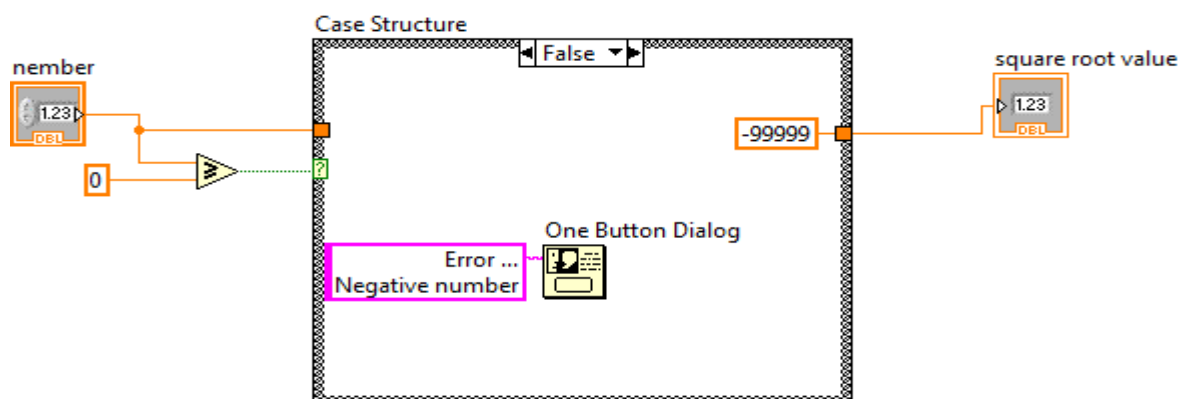 Case Structure
False
nember
1.23
DBL
0
?
-99999
square root value
1.23
DBL
One Button Dialog
Error ...
Negative number